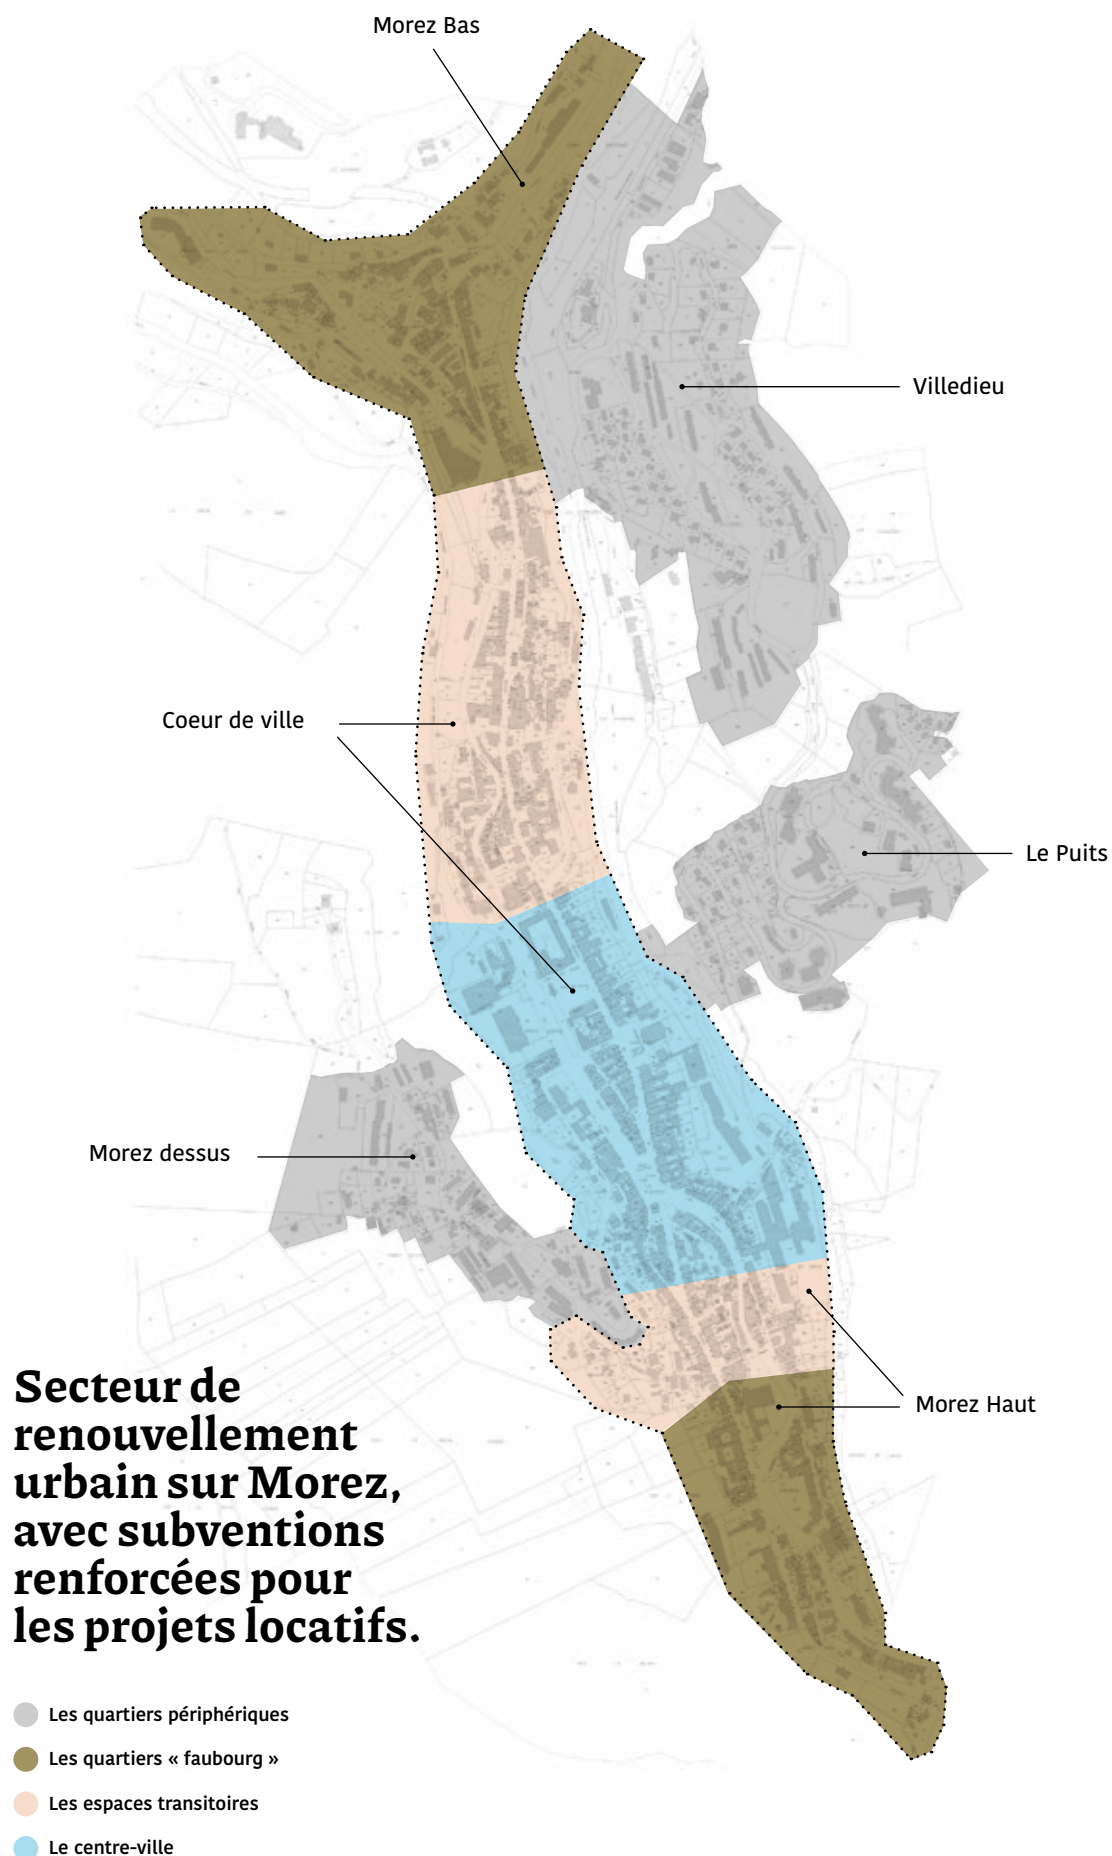 Morez Bas
Villedieu
Coeur de ville
Le Puits
Morez dessus
Morez Haut
Secteur de
renouvellement
urbain sur Morez,
avec subventions
renforcées pour
les projets locatifs.
Les quartiers périphériques
Les quartiers « faubourg »
Les espaces transitoires
Le centre-ville